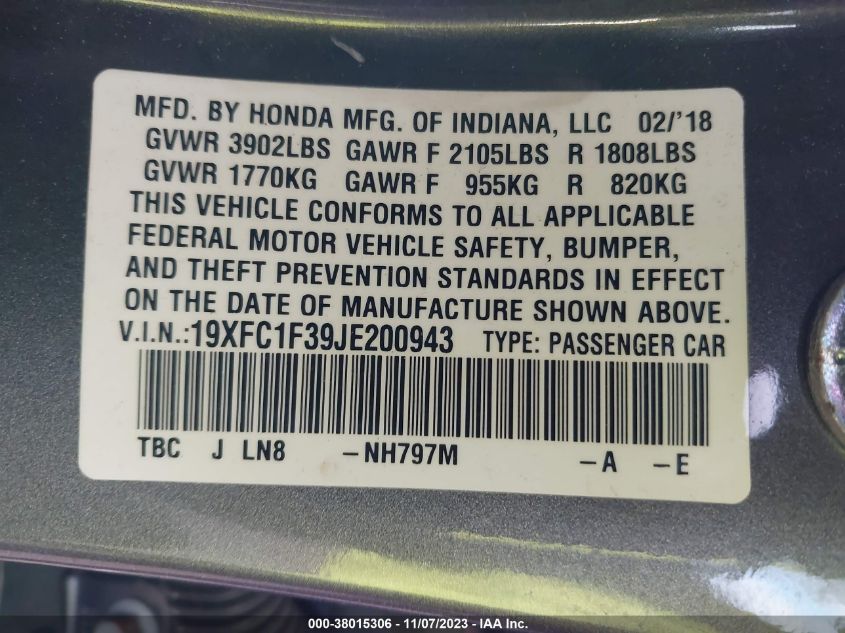 MFD. BY HONDA MFG. OF INDIANA, LLC 02/'18
GVWR 3902LBS GAWR F 2105LBS R 1808LBS
GVWR 1770KG GAWR F 955KG R 820KG
THIS VEHICLE CONFORMS TO ALL APPLICABLE
FEDERAL MOTOR VEHICLE SAFETY, BUMPER,
AND THEFT PREVENTION STANDARDS IN EFFECT
ON THE DATE OF MANUFACTURE SHOWN ABOVE.
V.I.N.:19XFC1F39JE200943 TYPE: PASSENGER CAR
TBC J LN8 -NH797M -A -E
000-38015306 - 11/07/2023 - IAA Inc.